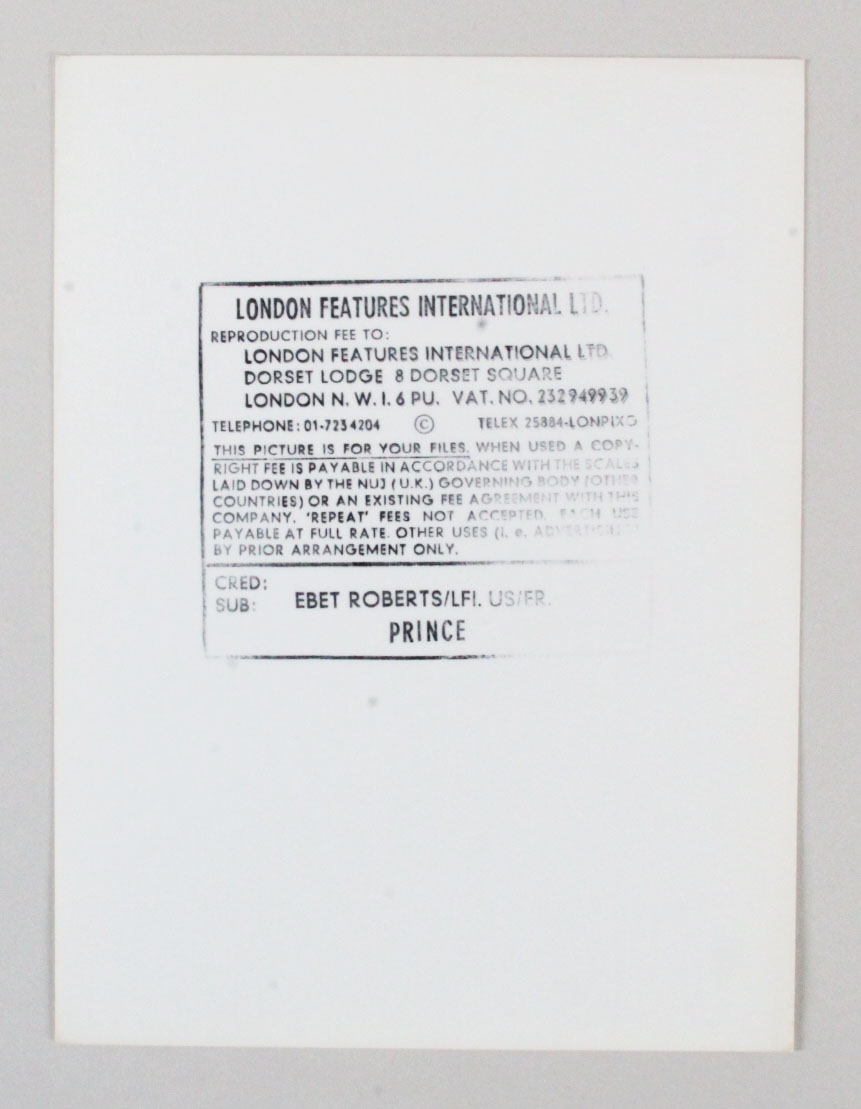 LONDON FEATURES INTERNATIONAL LTD.
REPRODUCTION FEE TO:
LONDON FEATURES INTERNATIONAL LTD.
DORSET LODGE 8 DORSET SQUARE
LONDON N. W. I. 6 PU. VAT. NO. 232949939
TELEPHONE: 01-7234204 © TELEX 25884-LONPIXG
THIS PICTURE IS FOR YOUR FILES. WHEN USED A COPY-
RIGHT FEE IS PAYABLE IN ACCORDANCE WITH THE SCALES
LAID DOWN BY THE NUJ (U.K.) GOVERNING BODY (OTHER
COUNTRIES) OR AN EXISTING FEE AGREEMENT WITH THIS
COMPANY. 'REPEAT' FEES NOT ACCEPTED. EACH USE
PAYABLE AT FULL RATE. OTHER USES (I. e.
BY PRIOR ARRANGEMENT ONLY.
CRED:
SUB: EBET ROBERTS/LFI. US/FR.
PRINCE